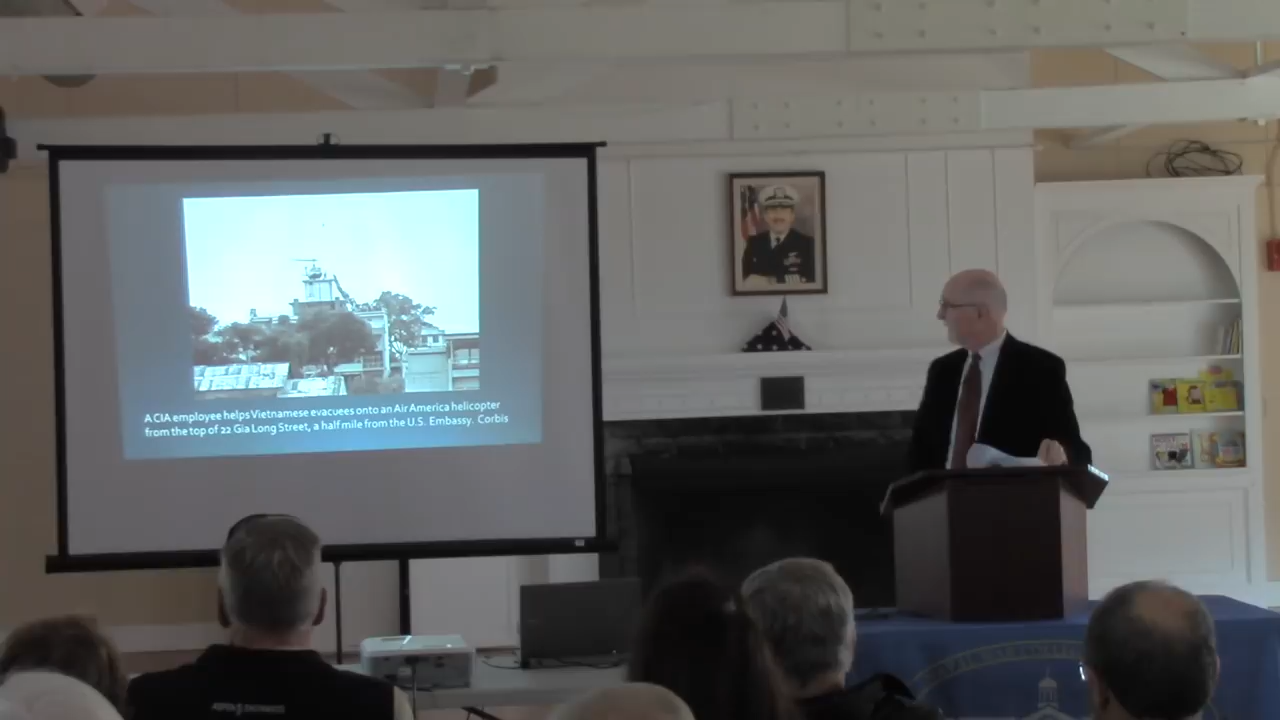 A CIA employee helps Vietnamese evacuees onto an Air America helicopter
from the top of 22 Gia Long Street, a half mile from the U.S. Embassy. Corbis